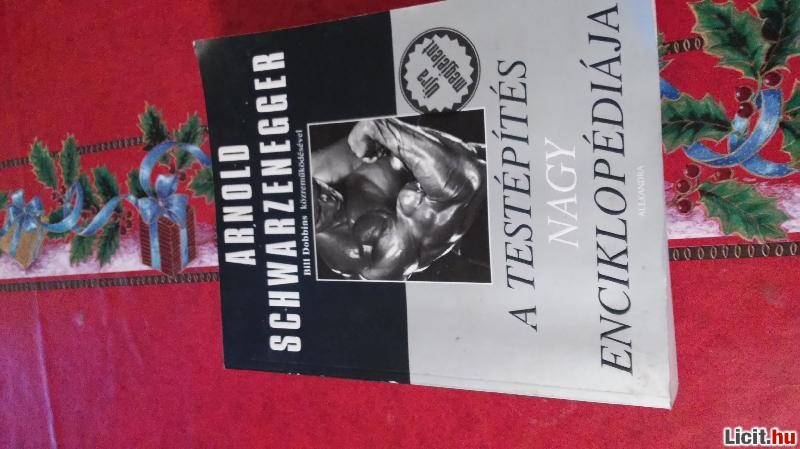 ARNOLD
SCHWARZENEGGER
Bill Dobbins közreműködésével
Újra
megjelent
A TESTÉPÍTÉS
NAGY
ENCIKLOPÉDIÁJA
ALEXANDRA
Licit.hu